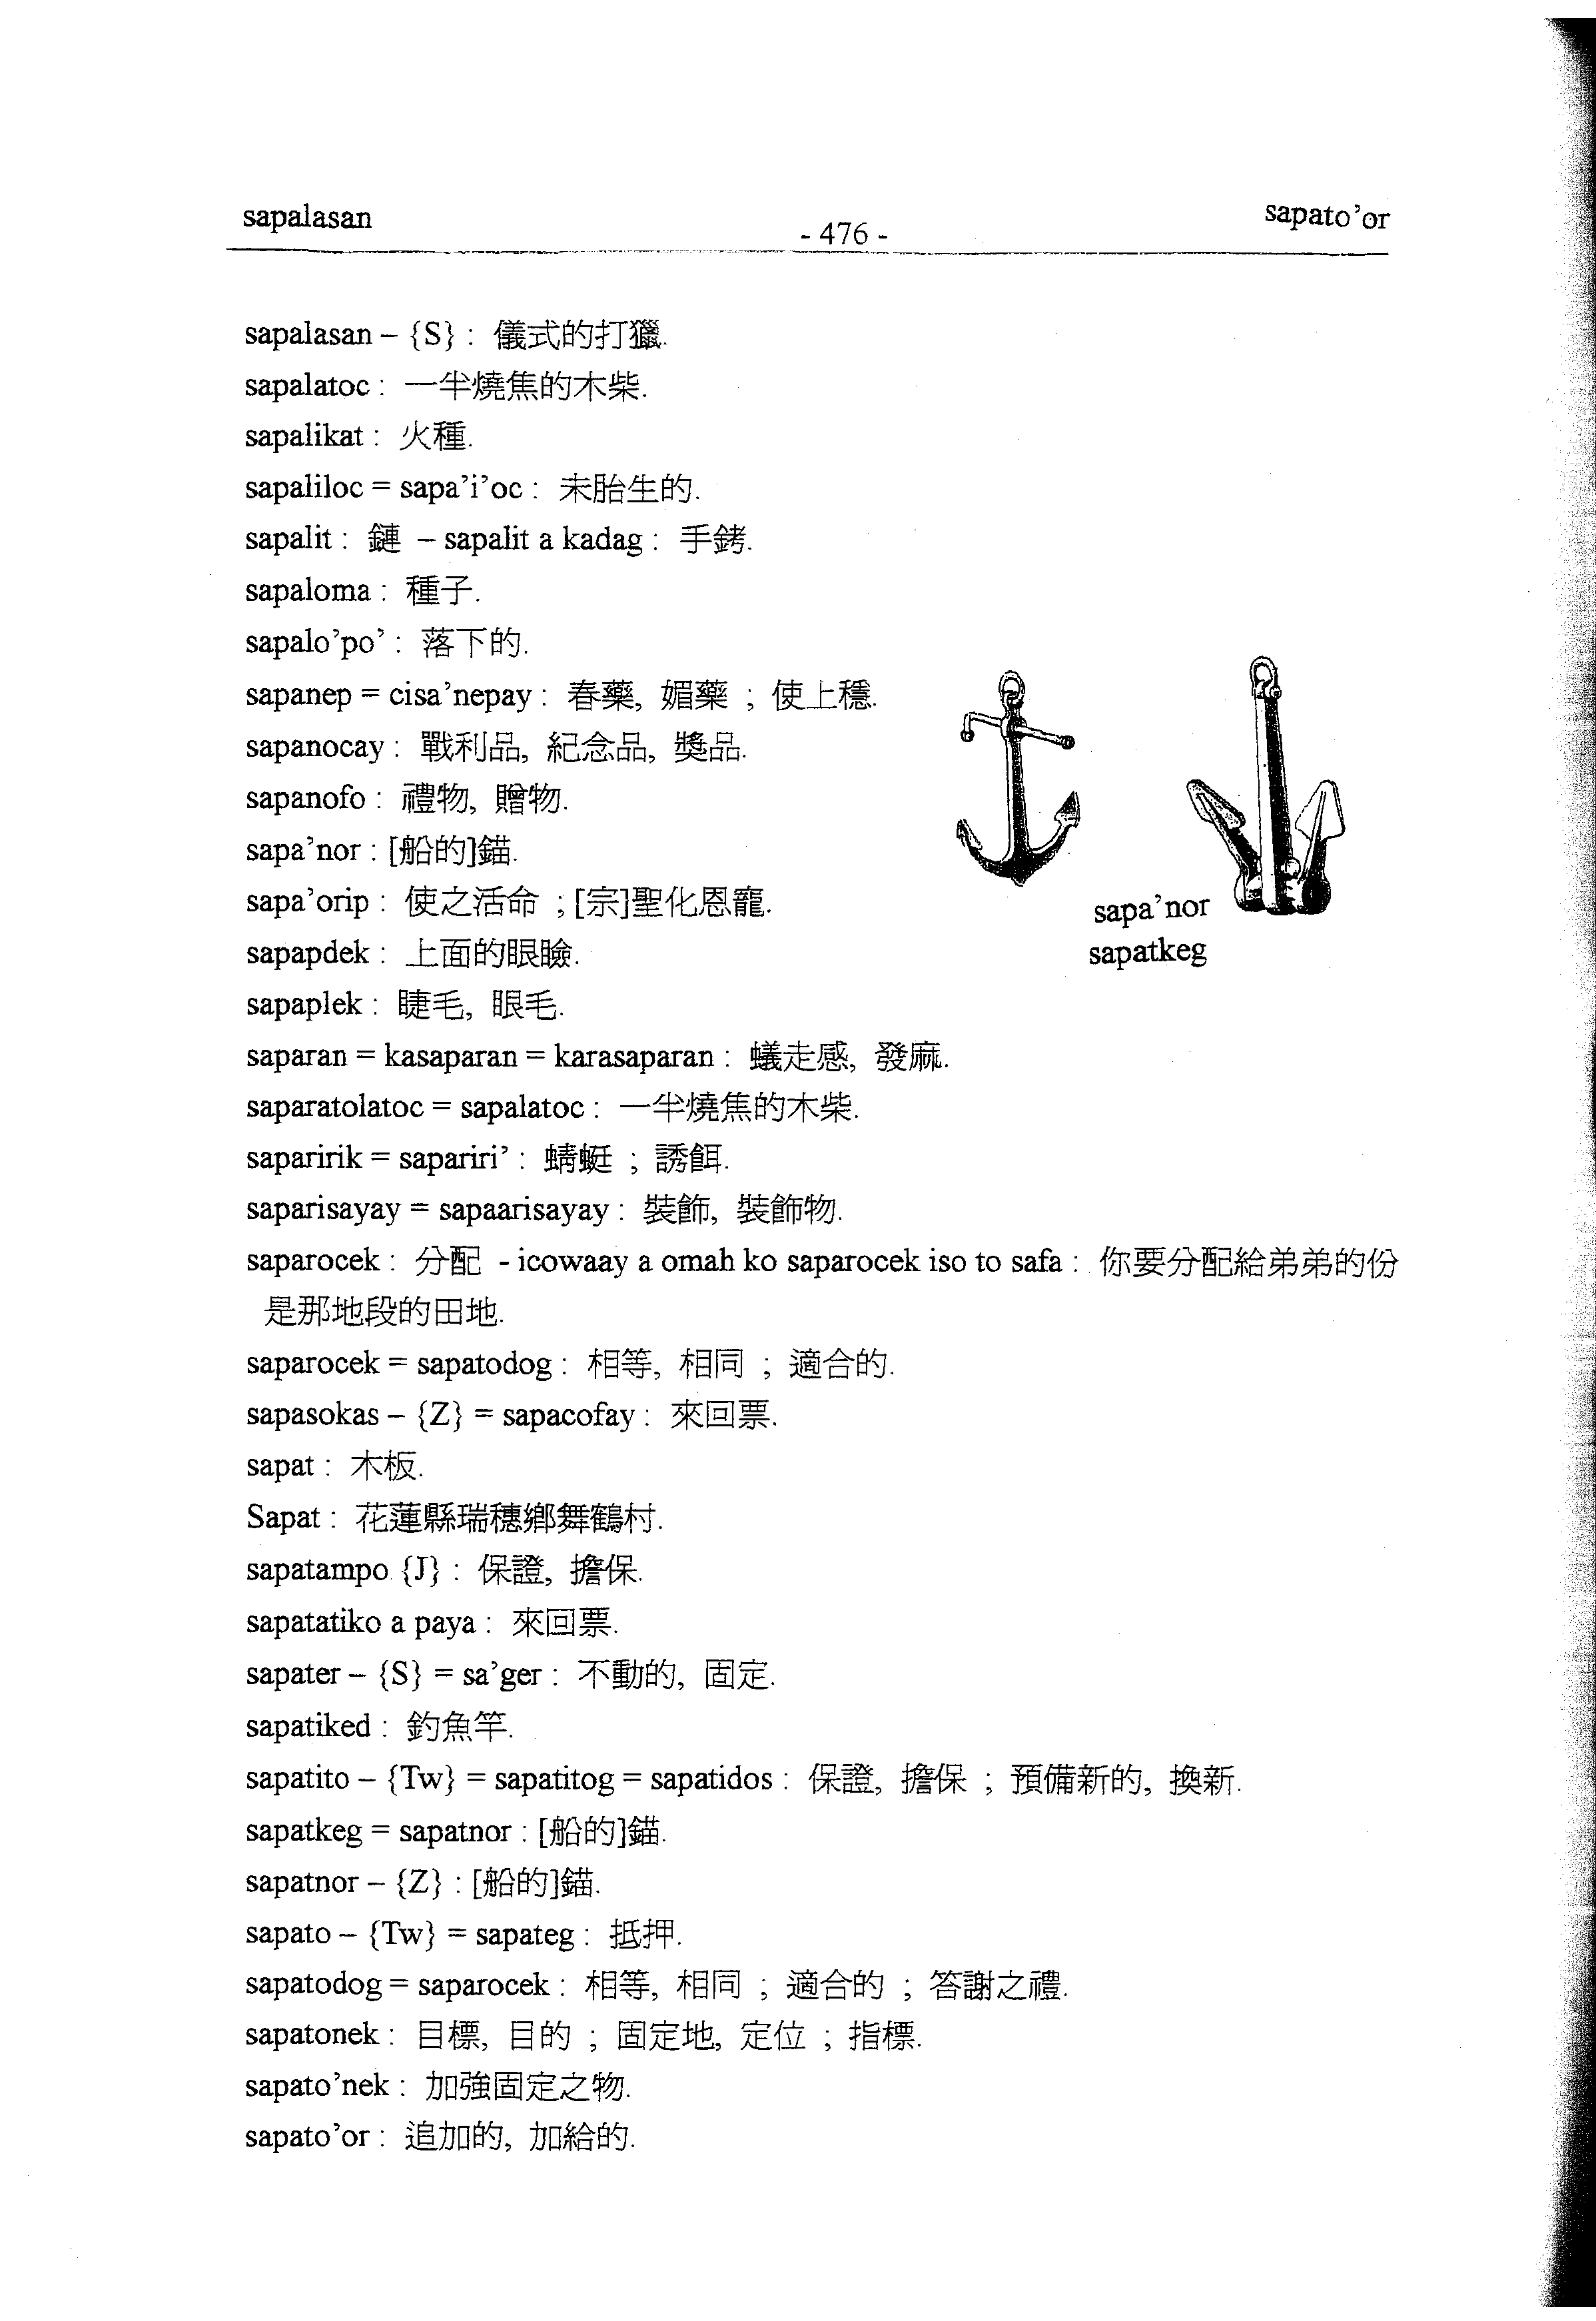 sapalasan
- 476 -
sapato’or
sapalasan – {S} : 儀式的打獵.
sapalatoc : 一半燒焦的木柴.
sapalikat : 火種.
sapaliloc = sapa’i’oc : 未胎生的.
sapalit : 鏈 – sapalit a kadag : 手銬.
sapaloma : 種子.
sapalo’po’ : 落下的.
sapanep = cisa’nepay : 春藥, 媚藥 ; 使上穩.
sapanocay : 戰利品, 紀念品, 獎品.
sapanofo : 禮物, 贈物.
sapa’nor : [船的]錨.
sapa’orip : 使之活命 ; [宗]聖化恩寵.
sapa’nor
sapatkeg
sapapdek : 上面的眼瞼.
sapaplek : 睫毛, 眼毛.
saparan = kasaparan = karasaparan : 蟻走感, 發麻.
saparatolatoc = sapalatoc : 一半燒焦的木柴.
saparirik = sapariri’ : 蜻蜓 ; 誘餌.
saparisayay = sapaarisayay : 裝飾, 裝飾物.
saparocek : 分配 - icowaay a omah ko saparocek iso to safa : 你要分配給弟弟的份
是那地段的田地.
saparocek = sapatodog : 相等, 相同 ; 適合的.
sapasokas – {Z} = sapacofay : 來回票.
sapat : 木板.
Sapat : 花蓮縣瑞穗鄉舞鶴村.
sapatampo {J} : 保證, 擔保.
sapatatiko a paya : 來回票.
sapater – {S} = sa’ger : 不動的, 固定.
sapatiked : 釣魚竿.
sapatito – {Tw} = sapatitog = sapatidos : 保證, 擔保 ; 預備新的, 換新.
sapatkeg = sapatnor : [船的]錨.
sapatnor – {Z} : [船的]錨.
sapato – {Tw} = sapateg : 抵押.
sapatodog = saparocek : 相等, 相同 ; 適合的 ; 答謝之禮.
sapatonek : 目標, 目的 ; 固定地, 定位 ; 指標.
sapato’nek : 加強固定之物.
sapato’or : 追加的, 加給的.